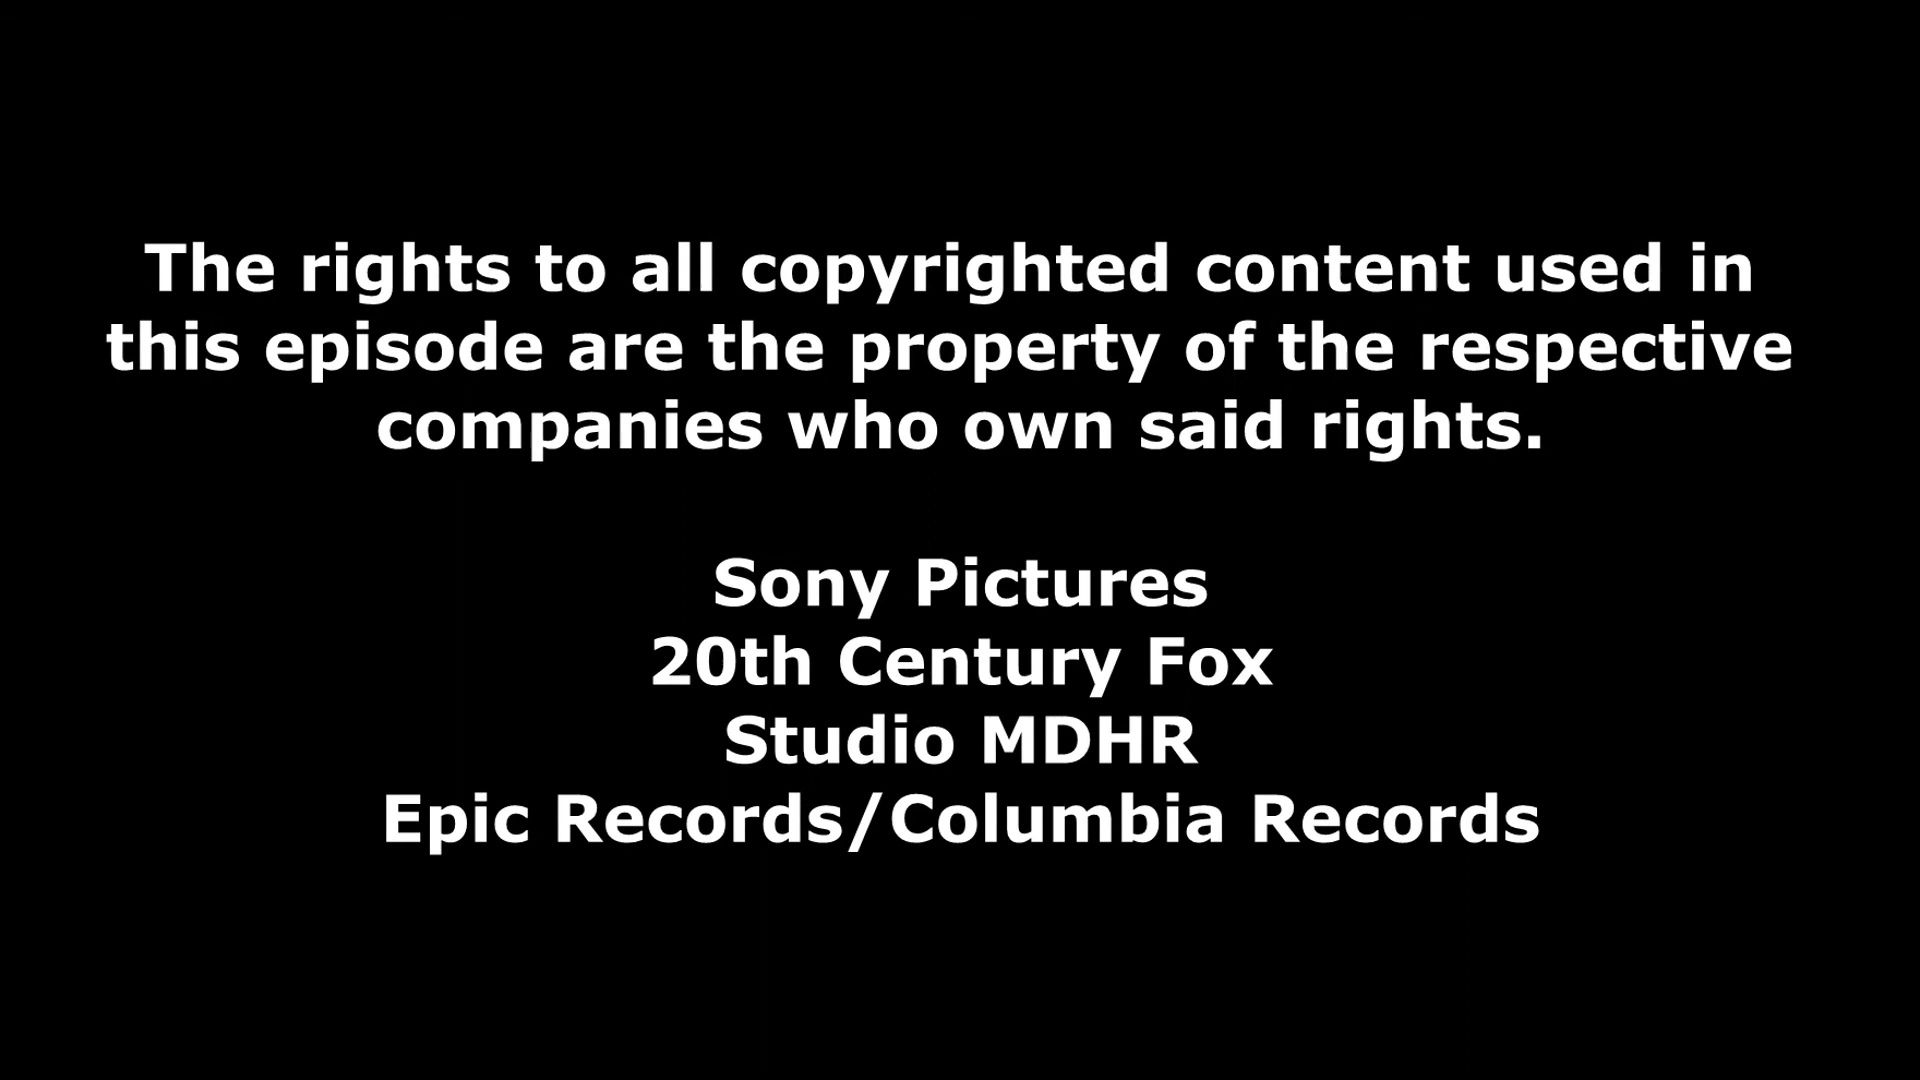 The rights to all copyrighted content used in
this episode are the property of the respective
companies who own said rights.
Sony Pictures
20th Century Fox
Studio MDHR
Epic Records/Columbia Records